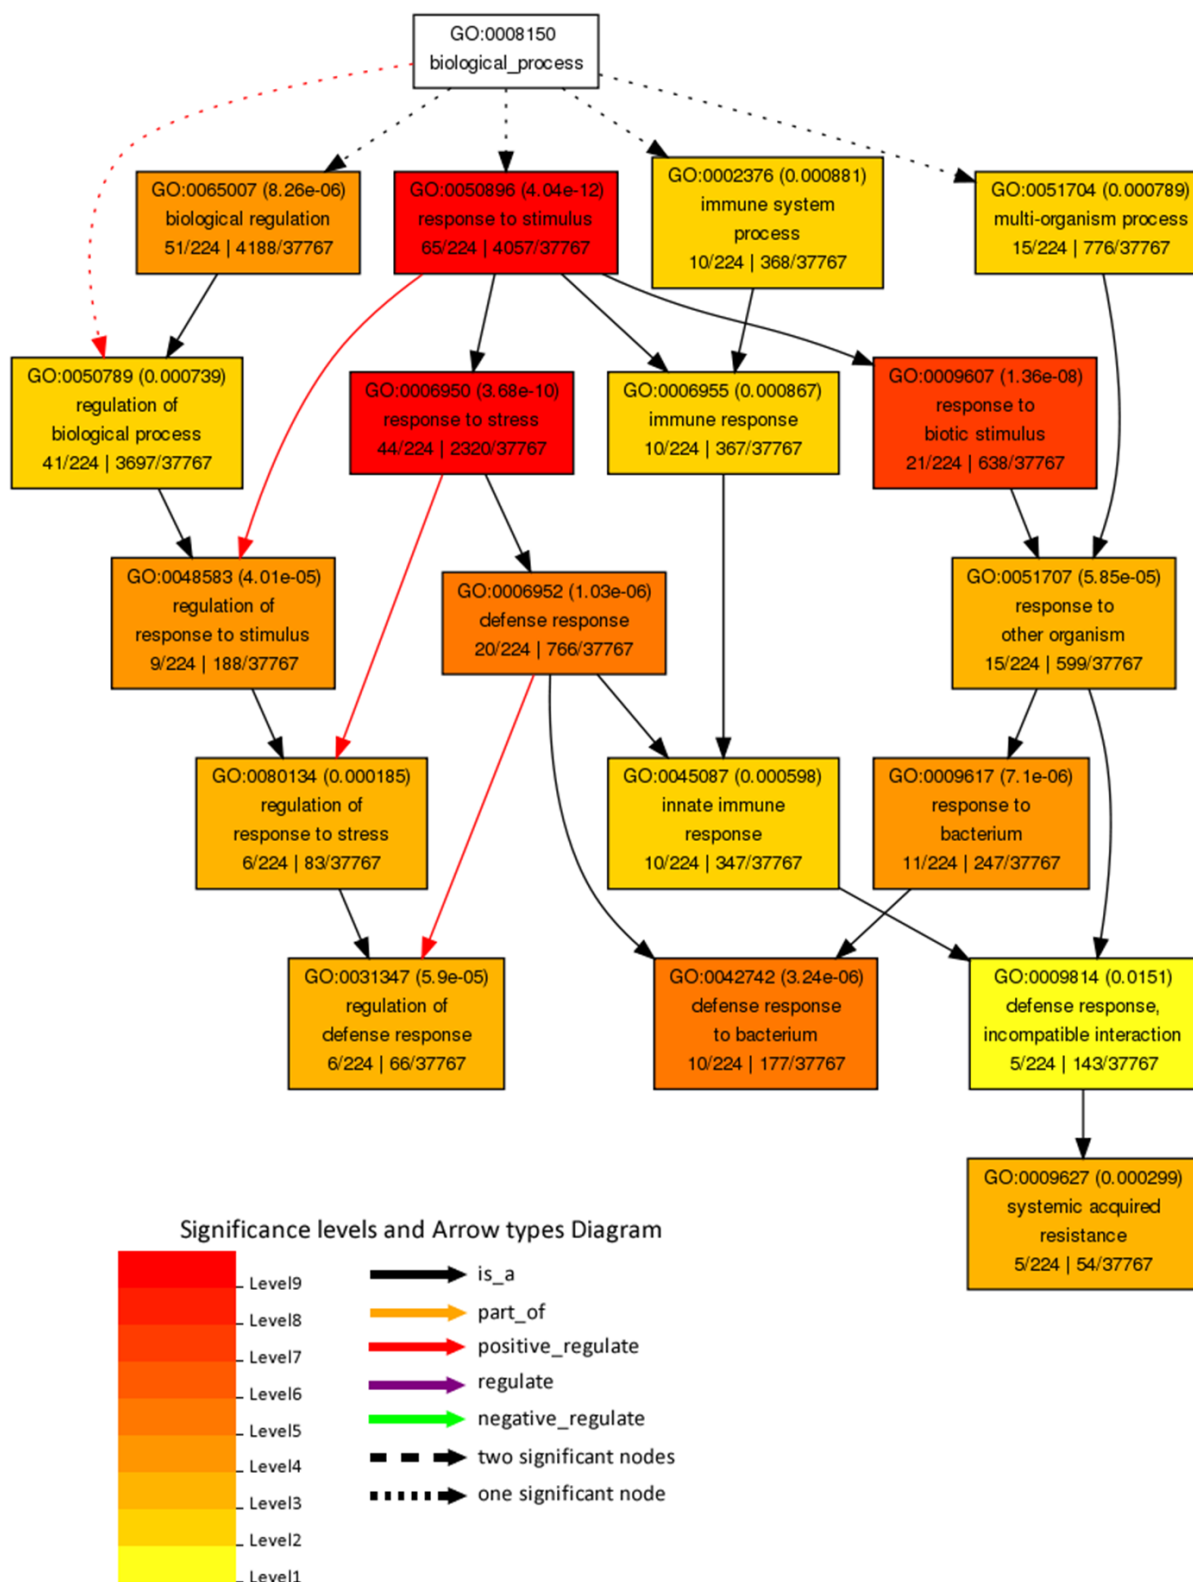 GO:0008150
biological_process
GO:0065007 (8.26e-06)
biological regulation
51/224 | 4188/37767
GO:0050896 (4.04e-12)
response to stimulus
65/224 | 4057/37767
GO:0002376 (0.000881)
immune system
process
10/224 | 368/37767
GO:0051704 (0.000789)
multi-organism process
15/224 | 776/37767
GO:0050789 (0.000739)
regulation of
biological process
41/224 | 3697/37767
GO:0006950 (3.68e-10)
response to stress
44/224 | 2320/37767
GO:0006955 (0.000867)
immune response
10/224 | 367/37767
GO:0009607 (1.36e-08)
response to
biotic stimulus
21/224 | 638/37767
GO:0048583 (4.01e-05)
regulation of
response to stimulus
9/224 | 188/37767
GO:0006952 (1.03e-06)
defense response
20/224 | 766/37767
GO:0051707 (5.85e-05)
response to
other organism
15/224 | 599/37767
GO:0080134 (0.000185)
regulation of
response to stress
6/224 | 83/37767
GO:0045087 (0.000598)
innate immune
response
10/224 | 347/37767
GO:0009617 (7.1e-06)
response to
bacterium
11/224 | 247/37767
GO:0031347 (5.9e-05)
regulation of
defense response
6/224 | 66/37767
GO:0042742 (3.24e-06)
defense response
to bacterium
10/224 | 177/37767
GO:0009814 (0.0151)
defense response,
incompatible interaction
5/224 | 143/37767
GO:0009627 (0.000299)
systemic acquired
resistance
5/224 | 54/37767
Significance levels and Arrow types Diagram
Level9
Level8
Level7
Level6
Level5
Level4
Level3
Level2
Level1
is_a
part_of
positive_regulate
regulate
negative_regulate
two significant nodes
one significant node